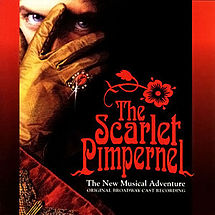 The
Scarlet
Pimpernel
The New Musical Adventure
ORIGINAL BROADWAY CAST RECORDING